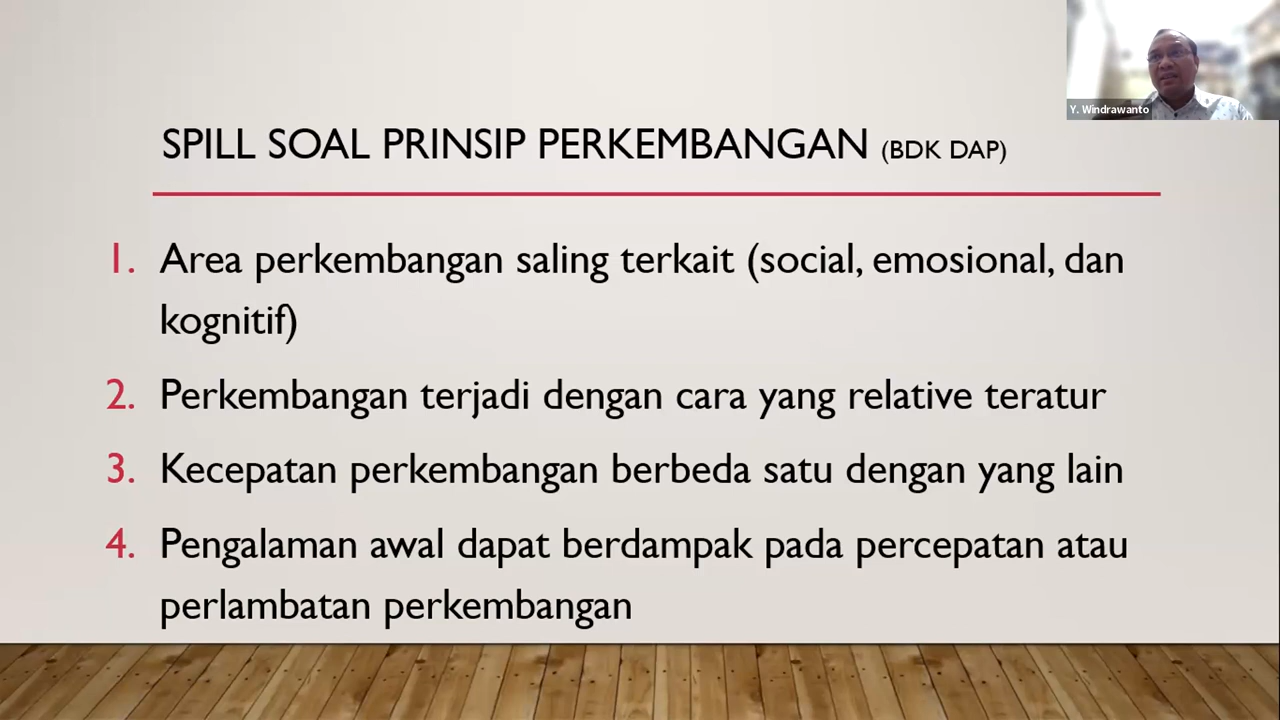 Y. Windrawanto
SPILL SOAL PRINSIP PERKEMBANGAN (BDK DAP)
1. Area perkembangan saling terkait (social, emosional, dan
kognitif)
2. Perkembangan terjadi dengan cara yang relative teratur
3. Kecepatan perkembangan berbeda satu dengan yang lain
4. Pengalaman awal dapat berdampak pada percepatan atau
perlambatan perkembangan